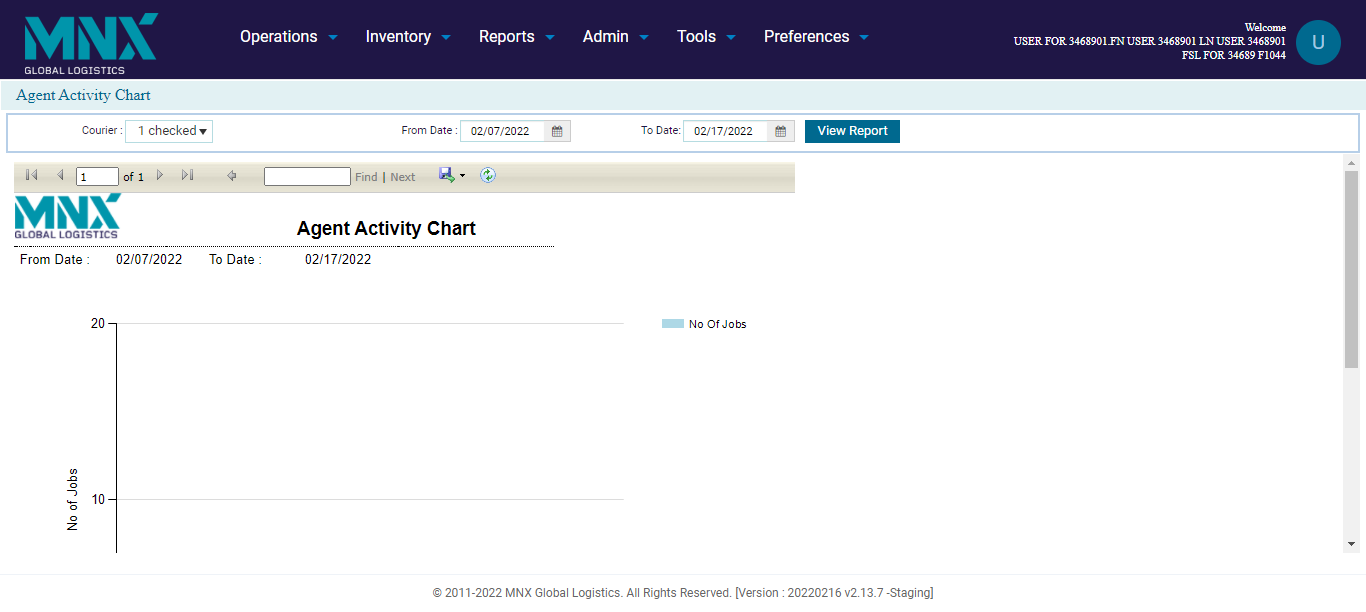 MNX
GLOBAL LOGISTICS
Operations Inventory Reports Admin Tools Preferences
Welcome
USER FOR 3468901.FN USER 3468901 LN USER 3468901
FSL FOR 34689 F1044
U
Agent Activity Chart
Courier : 1 checked From Date : 02/07/2022 To Date: 02/17/2022 View Report
1 of 1 Find | Next
MNX
GLOBAL LOGISTICS
Agent Activity Chart
From Date : 02/07/2022 To Date : 02/17/2022
20
No Of Jobs
10
No of Jobs
© 2011-2022 MNX Global Logistics. All Rights Reserved. [Version : 20220216 v2.13.7 -Staging]